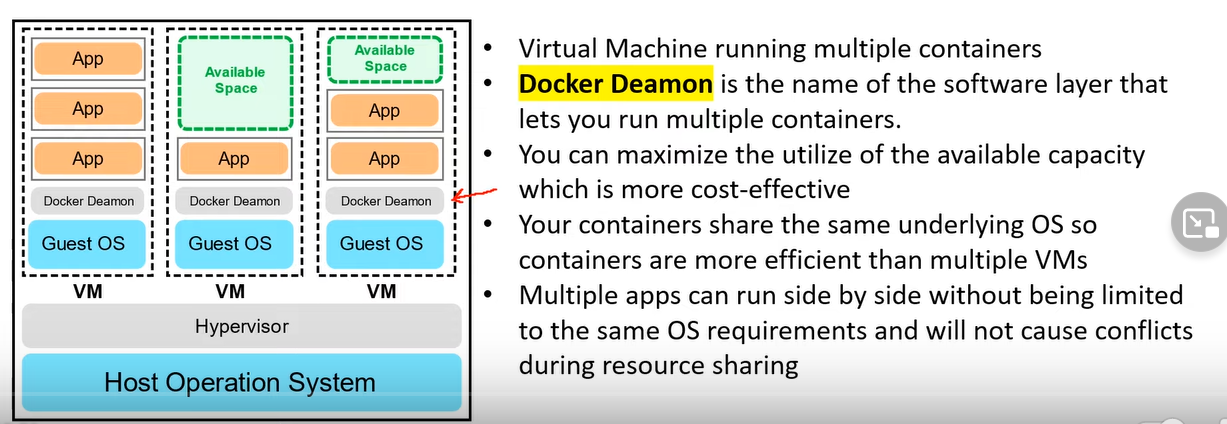 App
App
App
Docker Deamon
Guest OS
VM
Available
Space
App
Docker Deamon
Guest OS
VM
Available
Space
App
App
Docker Deamon
Guest OS
VM
Hypervisor
Host Operation System
• Virtual Machine running multiple containers
• Docker Deamon is the name of the software layer that
lets you run multiple containers.
• You can maximize the utilize of the available capacity
which is more cost-effective
• Your containers share the same underlying OS so
containers are more efficient than multiple VMs
• Multiple apps can run side by side without being limited
to the same OS requirements and will not cause conflicts
during resource sharing